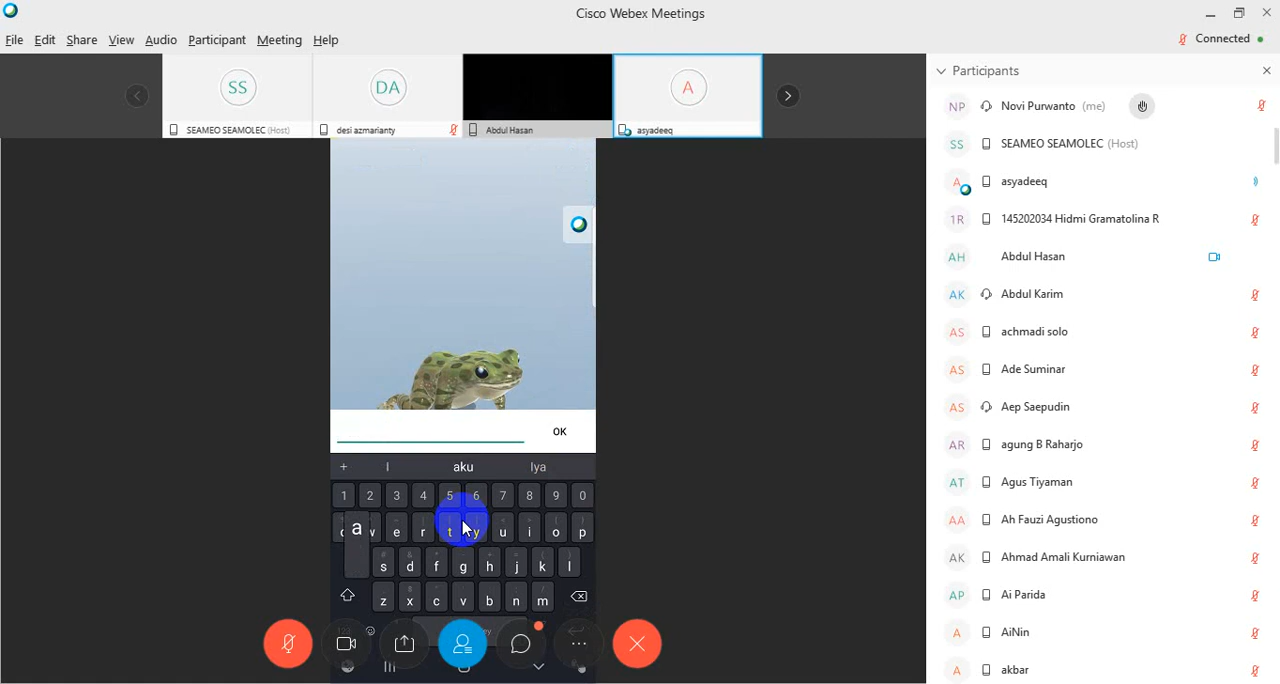 Cisco Webex Meetings
File Edit Share View Audio Participant Meeting Help
Connected
SS
SEAMEO SEAMOLEC (Host)
DA
desi azmarianty
Abdul Hasan
A
asyadeeq
Participants
NP Novi Purwanto (me)
SS SEAMEO SEAMOLEC (Host)
A asyadeeq
1R 145202034 Hidmi Gramatolina R
AH Abdul Hasan
AK Abdul Karim
AS achmadi solo
AS Ade Suminar
AS Aep Saepudin
AR agung B Raharjo
AT Agus Tiyaman
AA Ah Fauzi Agustiono
AK Ahmad Amali Kurniawan
AP Ai Parida
A AiNin
A akbar
OK
+ I aku Iya
1 2 3 4 5 6 7 8 9 0
w e r t y u i o p
a s d f g h j k l
z x c v b n m